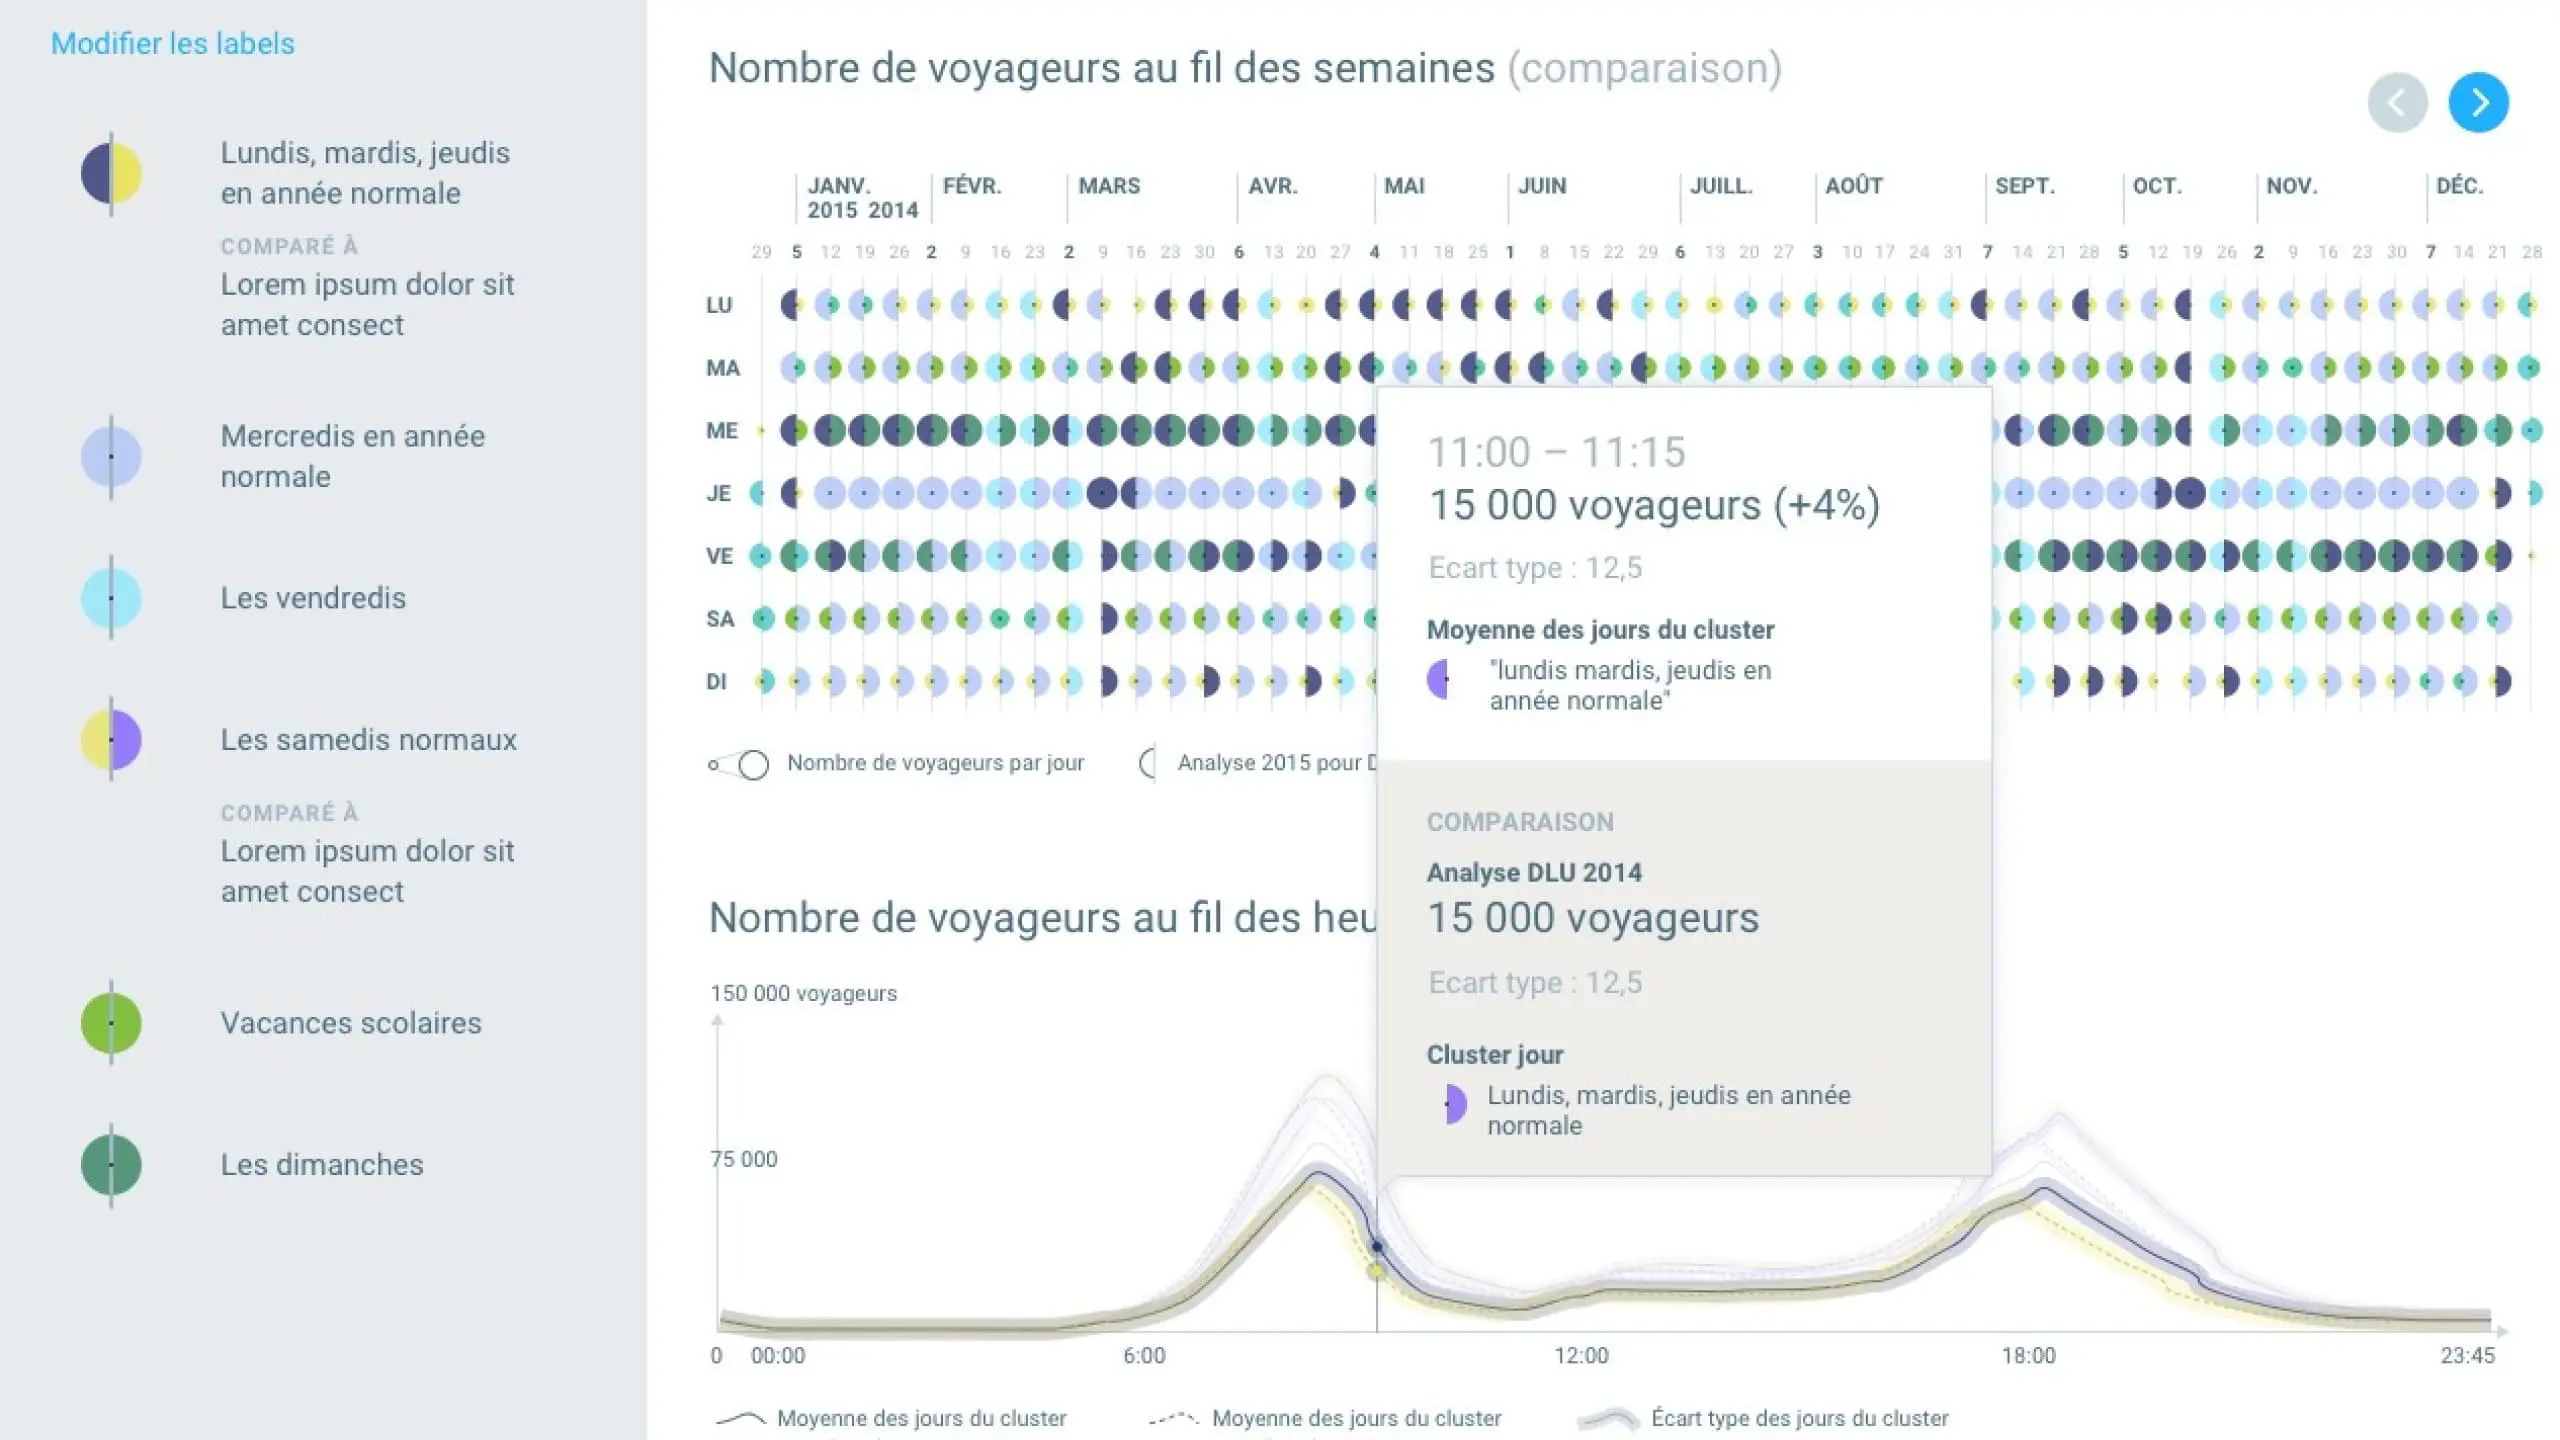 Modifier les labels
Lundis, mardis, jeudis
en année normale
COMPARÉ À
Lorem ipsum dolor sit
amet consect
Mercredis en année
normale
Les vendredis
Les samedis normaux
COMPARÉ À
Lorem ipsum dolor sit
amet consect
Vacances scolaires
Les dimanches
Nombre de voyageurs au fil des semaines (comparaison)
JANV. FÉVR. MARS AVR. MAI JUIN JUILL. AOÛT SEPT. OCT. NOV. DÉC.
2015 2014
29 5 12 19 26 2 9 16 23 2 9 16 23 30 6 13 20 27 4 11 18 25 1 8 15 22 29 6 13 20 27 3 10 17 24 31 7 14 21 28 5 12 19 26 2 9 16 23 30 7 14 21 28
LU
MA
ME
JE
VE
SA
DI
Nombre de voyageurs par jour
Analyse 2015 pour
11:00 – 11:15
15 000 voyageurs (+4%)
Ecart type : 12,5
Moyenne des jours du cluster
"lundis mardis, jeudis en
année normale"
COMPARAISON
Analyse DLU 2014
15 000 voyageurs
Ecart type : 12,5
Cluster jour
Lundis, mardis, jeudis en année
normale
Nombre de voyageurs au fil des heu
150 000 voyageurs
75 000
0 00:00 6:00 12:00 18:00 23:45
Moyenne des jours du cluster
Moyenne des jours du cluster
Écart type des jours du cluster